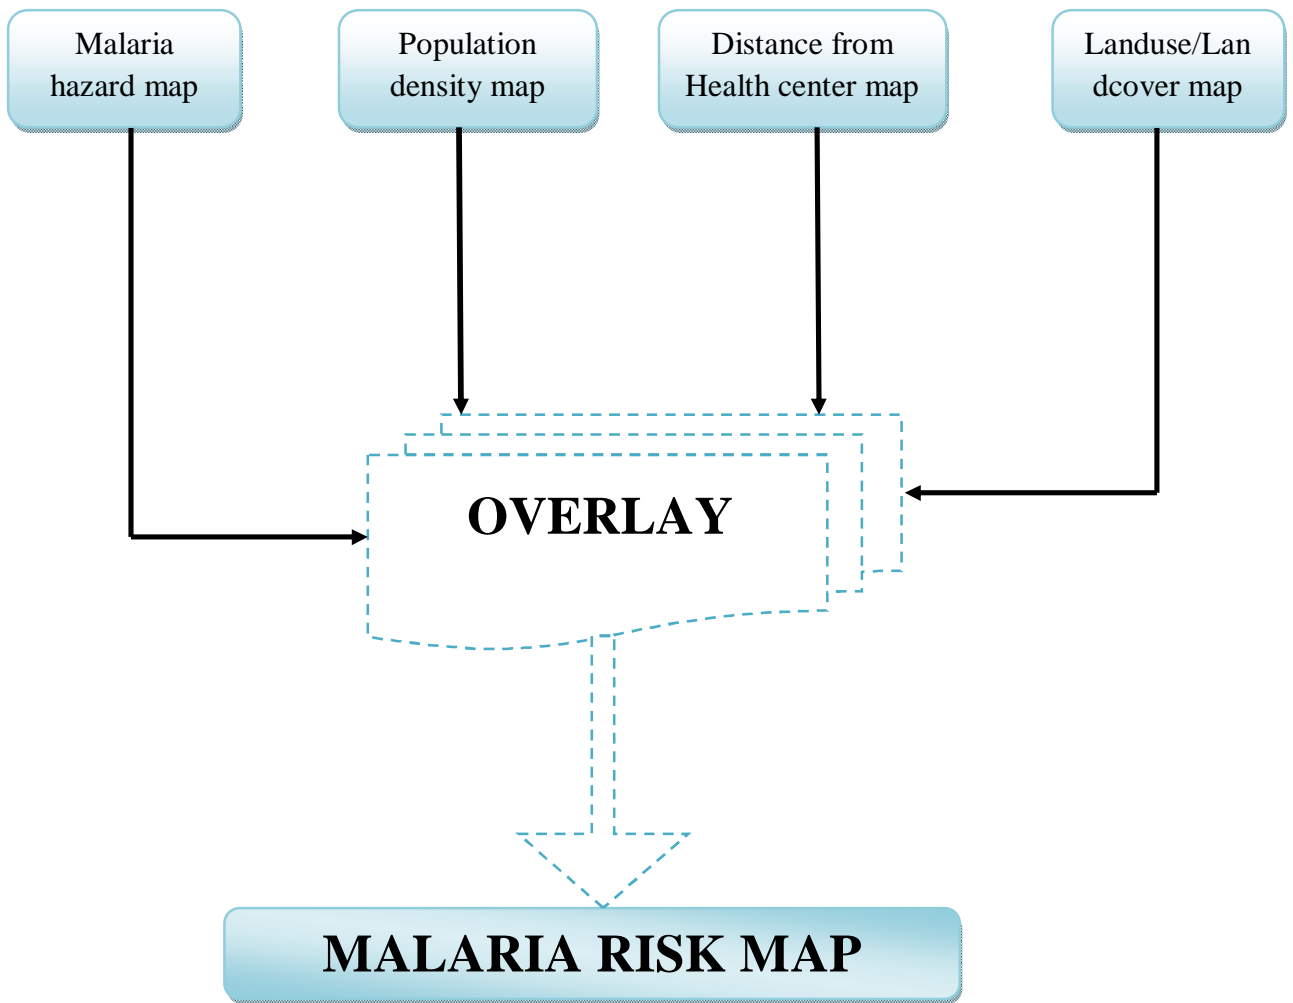 Malaria
hazard map
Population
density map
Distance from
Health center map
Landuse/Lan
dcover map
OVERLAY
MALARIA RISK MAP